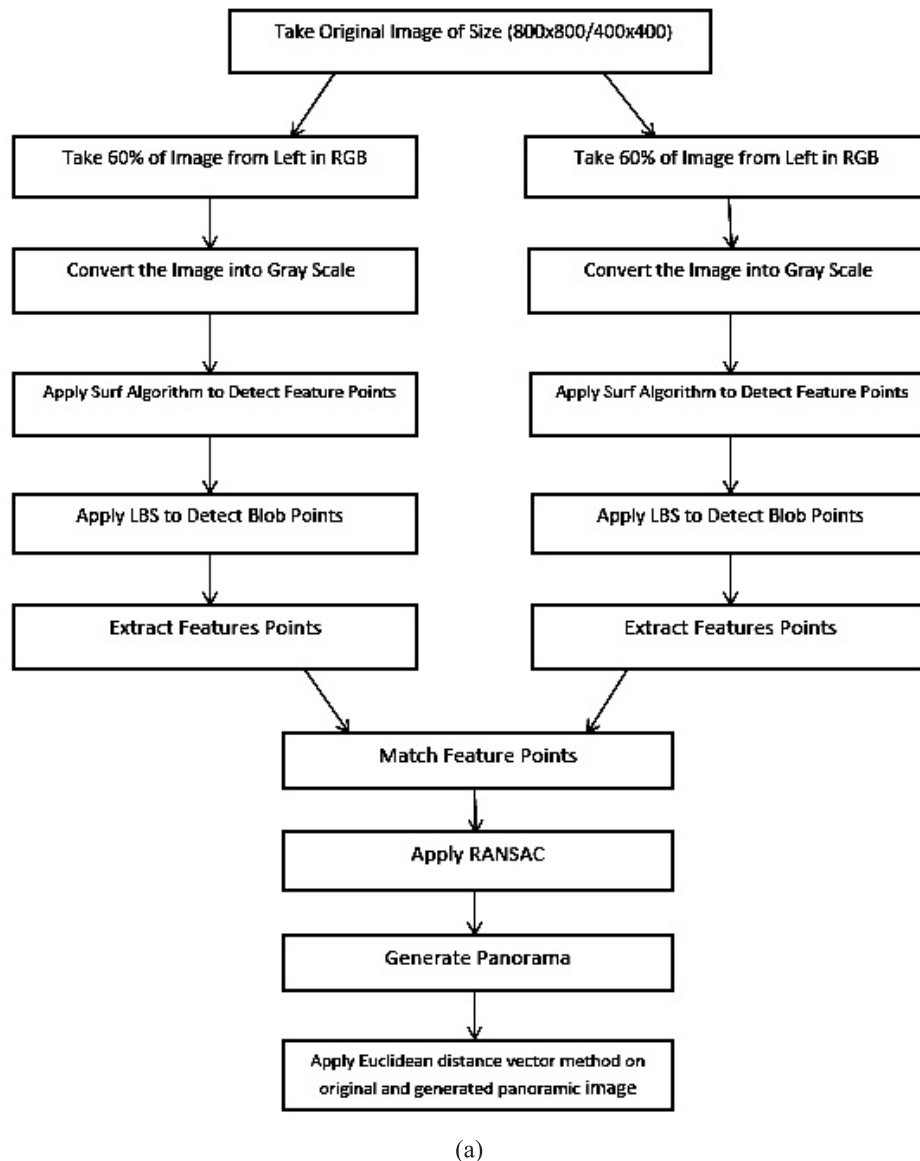 Take Original Image of Size (800x800/400x400)
Take 60% of Image from Left in RGB
Take 60% of Image from Left in RGB
Convert the Image into Gray Scale
Convert the Image into Gray Scale
Apply Surf Algorithm to Detect Feature Points
Apply Surf Algorithm to Detect Feature Points
Apply LBS to Detect Blob Points
Apply LBS to Detect Blob Points
Extract Features Points
Extract Features Points
Match Feature Points
Apply RANSAC
Generate Panorama
Apply Euclidean distance vector method on
original and generated panoramic image
(a)